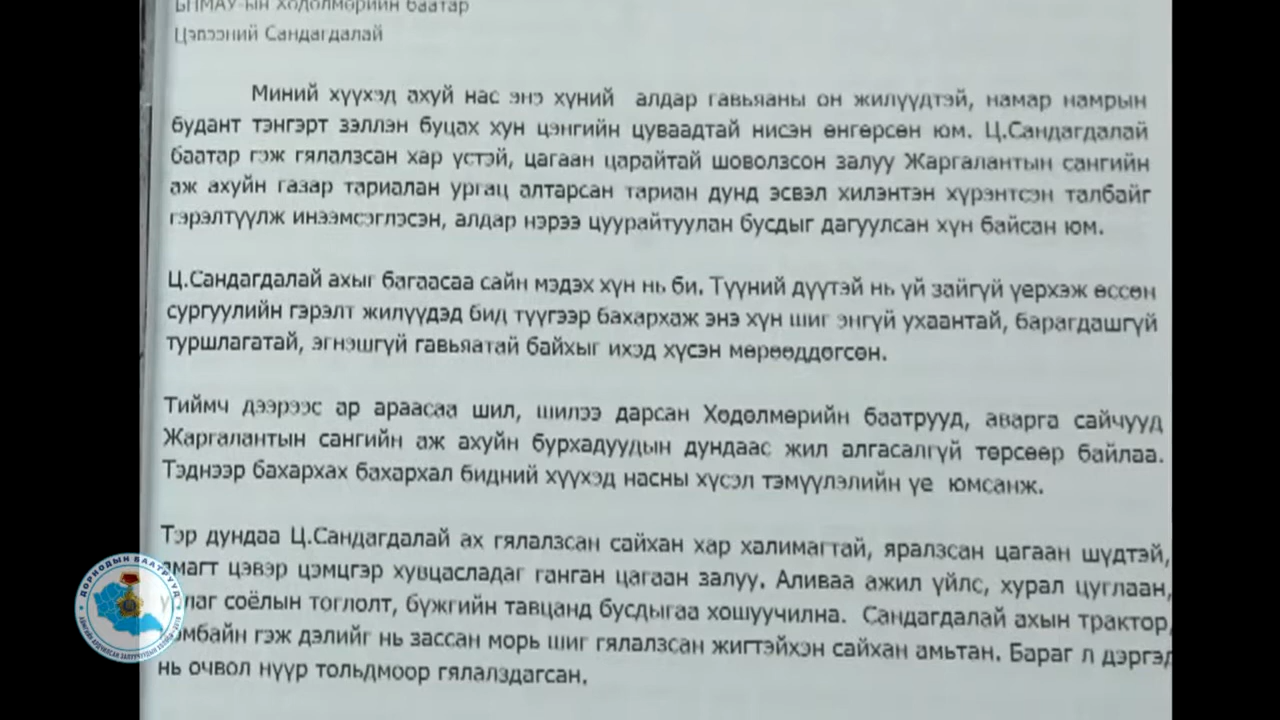 БНМАУ-ын Хөдөлмөрийн баатар
Цэвээний Сандагдалай
Миний хүүхэд ахуй нас энэ хүний алдар гавьяаны он жилүүдтэй, намар намрын
будант тэнгэрт зэллэн буцах хун цэнгийн цуваадтай нисэн өнгөрсөн юм. Ц.Сандагдалай
баатар гэж гялалзсан хар үстэй, цагаан царайтай шоволзсон залуу Жаргалантын сангийн
аж ахуйн газар тариалан ургац алтарсан тариан дунд эсвэл хилэнтэн хүрэнтсэн талбайг
гэрэлтүүлж инээмсэглэсэн, алдар нэрээ цуурайтуулан бусдыг дагуулсан хүн байсан юм.
Ц.Сандагдалай ахыг багаасаа сайн мэдэх хүн нь би. Түүний дүүтэй нь үй зайгүй үерхэж өссөн
сургуулийн гэрэлт жилүүдэд бид түүгээр бахархаж энэ хүн шиг энгүй ухаантай, барагдашгүй
туршлагатай, эгнэшгүй гавьяатай байхыг ихэд хүсэн мөрөөддөгсөн.
Тиймч дээрээс ар араасаа шил, шилээ дарсан Хөдөлмөрийн баатрууд, аварга сайчууд
Жаргалантын сангийн аж ахуйн бурхадуудын дундаас жил алгасалгүй төрсөөр байлаа.
Тэднээр бахархах бахархал бидний хүүхэд насны хүсэл тэмүүлэлийн үе юмсанж.
Тэр дундаа Ц.Сандагдалай ах гялалзсан сайхан хар халимагтай, яралзсан цагаан шүдтэй,
ямагт цэвэр цэмцгэр хувцасладаг ганган цагаан залуу. Аливаа ажил үйлс, хурал цуглаан,
урлаг соёлын тоглолт, бүжгийн тавцанд бусдыгаа хошуучилна. Сандагдалай ахын трактор,
комбайн гэж дэлийг нь зассан морь шиг гялалзсан жигтэйхэн сайхан амьтан. Бараг л дэргэд
нь очвол нүүр тольдмоор гялалздагсан.
ДОРНОДЫН БААТРУУД